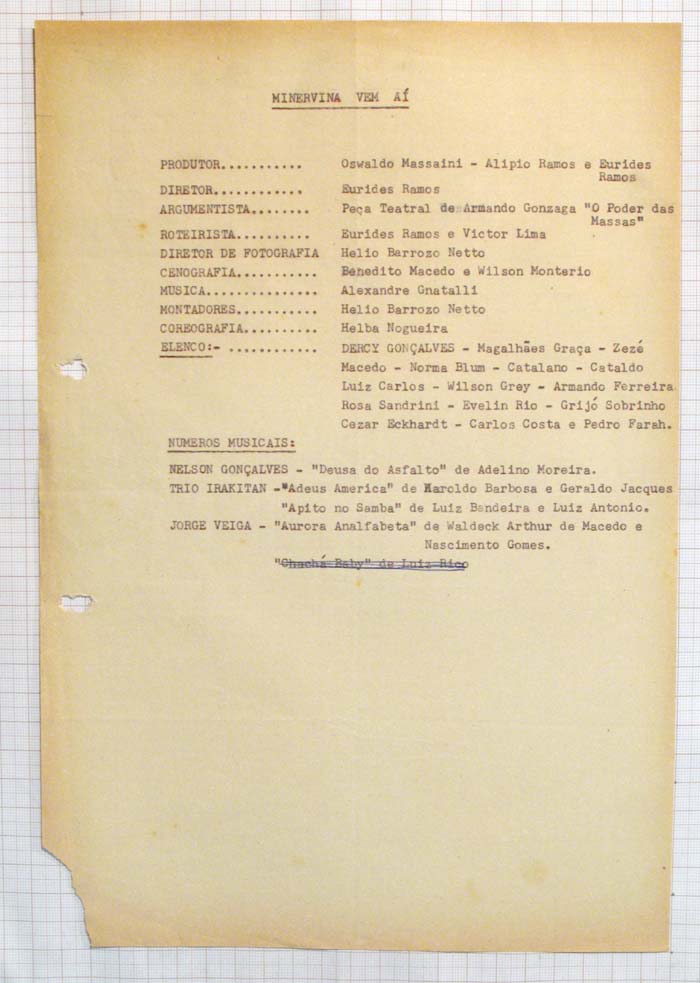 MINERVINA VEM AÍ
PRODUTOR........... Oswaldo Massaini - Alipio Ramos e Eurides
Ramos
DIRETOR............ Eurides Ramos
ARGUMENTISTA........ Peça Teatral de Armando Gonzaga "O Poder das
Massas"
ROTEIRISTA.......... Eurides Ramos e Victor Lima
DIRETOR DE FOTOGRAFIA Helio Barrozo Netto
CENOGRAFIA........... Benedito Macedo e Wilson Monterio
MUSICA............... Alexandre Gnatalli
MONTADORES........... Helio Barrozo Netto
COREOGRAFIA.......... Helba Nogueira
ELENCO:- ............ DERCY GONÇALVES - Magalhães Graça - Zezé
Macedo - Norma Blum - Catalano - Cataldo
Luiz Carlos - Wilson Grey - Armando Ferreira
Rosa Sandrini - Evelin Rio - Grijó Sobrinho
Cezar Eckhardt - Carlos Costa e Pedro Farah.
NUMEROS MUSICAIS:
NELSON GONÇALVES - "Deusa do Asfalto" de Adelino Moreira.
TRIO IRAKITAN -"Adeus America" de Haroldo Barbosa e Geraldo Jacques
"Apito no Samba" de Luiz Bandeira e Luiz Antonio.
JORGE VEIGA - "Aurora Analfabeta" de Waldeck Arthur de Macedo e
Nascimento Gomes.
"Chachá Baby" de Luiz Rico